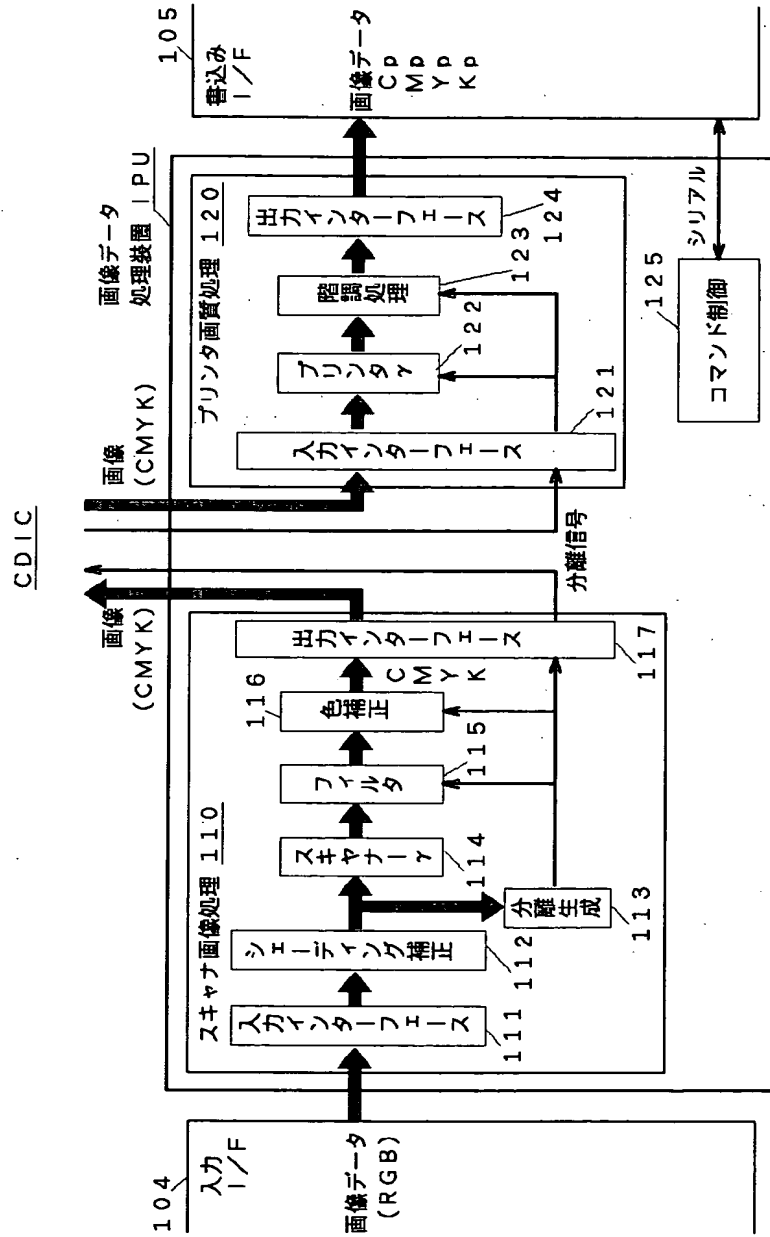 CDIC
104
入力
I/F
画像データ
(RGB)
スキャナ画像処理 110
入力インターフェース
111
シェーディング補正
112
分離生成
113
スキャナーγ
114
フィルタ
115
色補正
116
C
M
Y
K
出力インターフェース
117
画像
(CMYK)
分離信号
画像
(CMYK)
画像データ
処理装置 IPU
プリンタ画質処理 120
入力インターフェース
121
プリンタγ
122
階調処理
123
出力インターフェース
124
105
書込み
I/F
画像データ
Cp
Mp
Yp
Kp
シリアル
コマンド制御
125